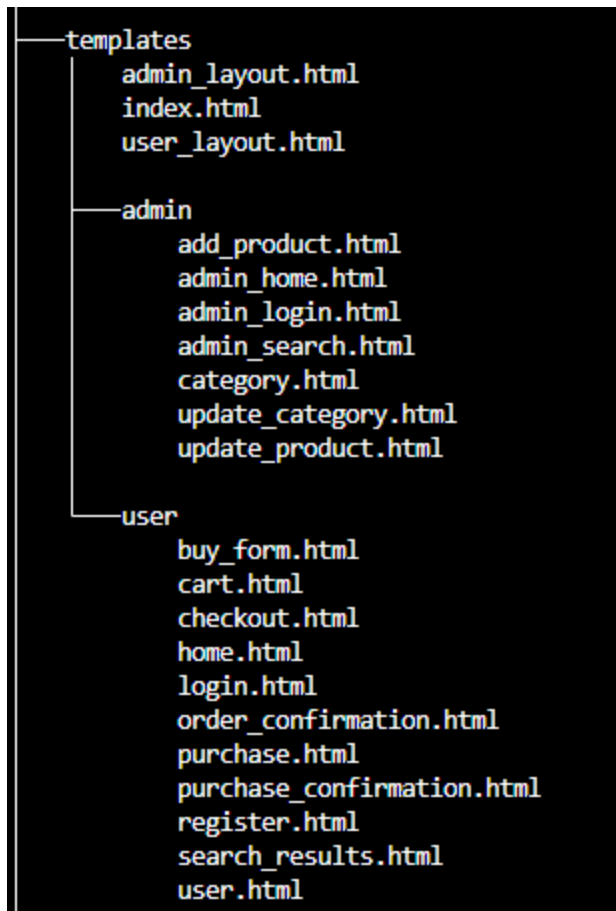 templates
admin_layout.html
index.html
user_layout.html
admin
add_product.html
admin_home.html
admin_login.html
admin_search.html
category.html
update_category.html
update_product.html
user
buy_form.html
cart.html
checkout.html
home.html
login.html
order_confirmation.html
purchase.html
purchase_confirmation.html
register.html
search_results.html
user.html